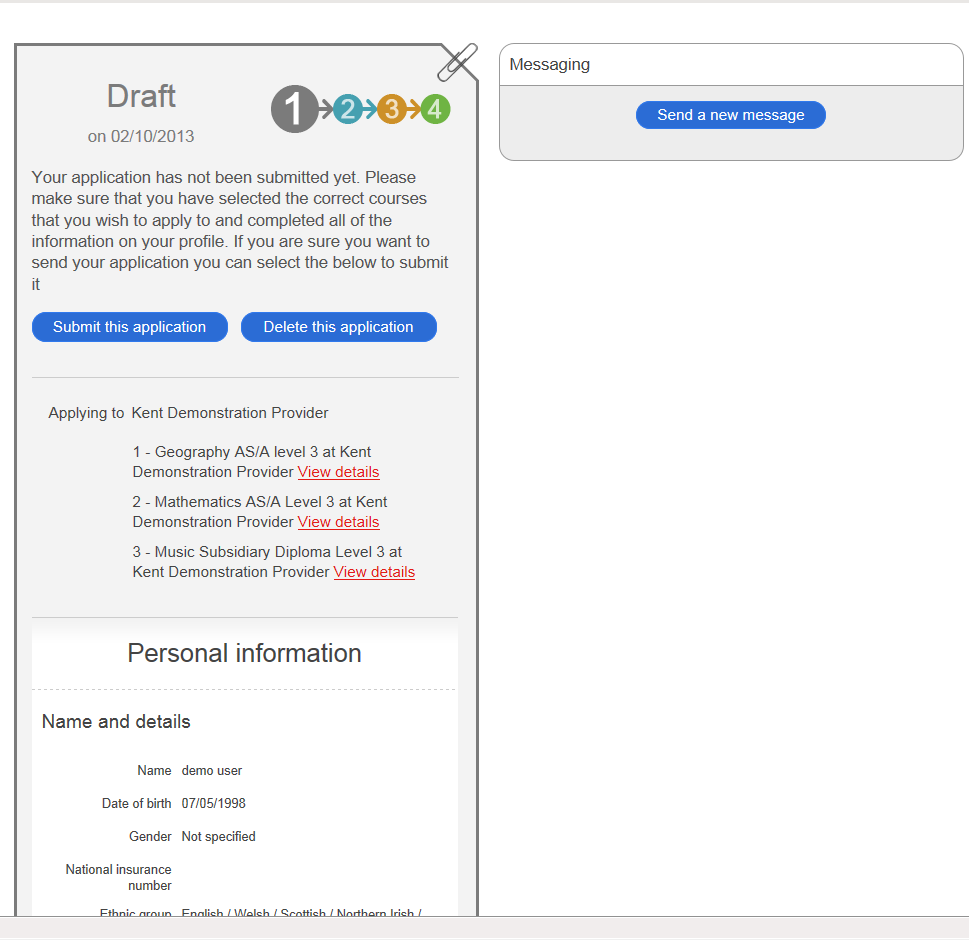 Draft
on 02/10/2013
1 2 3 4
Your application has not been submitted yet. Please
make sure that you have selected the correct courses
that you wish to apply to and completed all of the
information on your profile. If you are sure you want to
send your application you can select the below to submit
it
Submit this application Delete this application
Applying to Kent Demonstration Provider
1 - Geography AS/A level 3 at Kent
Demonstration Provider View details
2 - Mathematics AS/A Level 3 at Kent
Demonstration Provider View details
3 - Music Subsidiary Diploma Level 3 at
Kent Demonstration Provider View details
Personal information
Name and details
Name demo user
Date of birth 07/05/1998
Gender Not specified
National insurance
number
Ethnic group English / Welsh / Scottish / Northern Irish /
Messaging
Send a new message